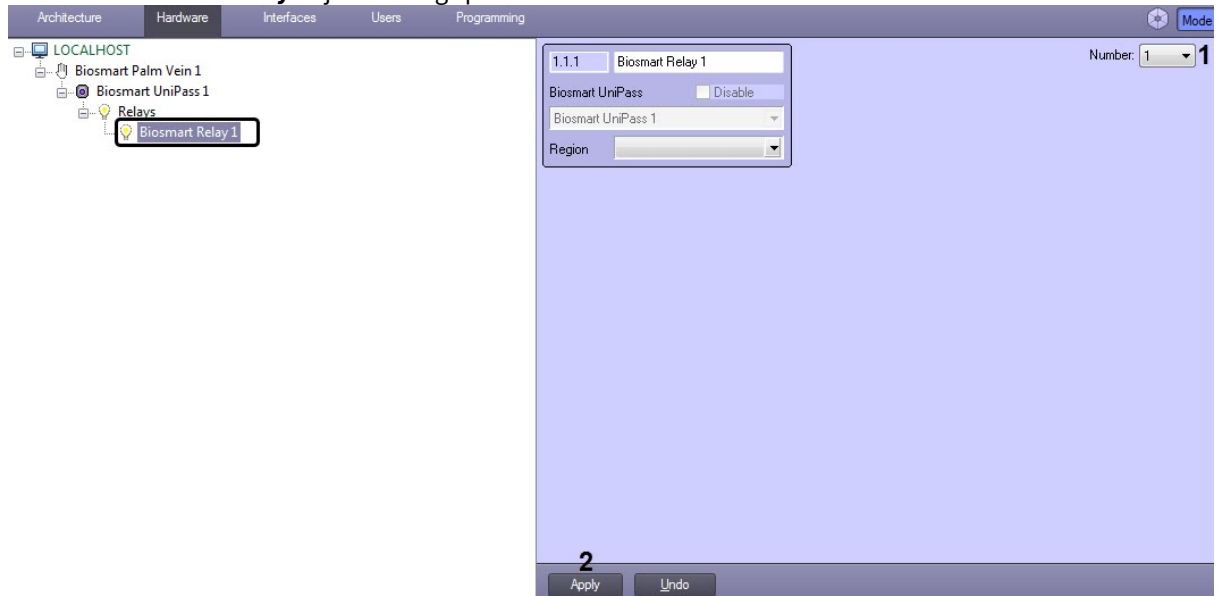 Architecture Hardware Interfaces Users Programming Mode
LOCALHOST
Biosmart Palm Vein 1
Biosmart UniPass 1
Relays
Biosmart Relay 1
1.1.1 Biosmart Relay 1
Biosmart UniPass Disable
Biosmart UniPass 1
Region
Number: 1 1
2
Apply Undo